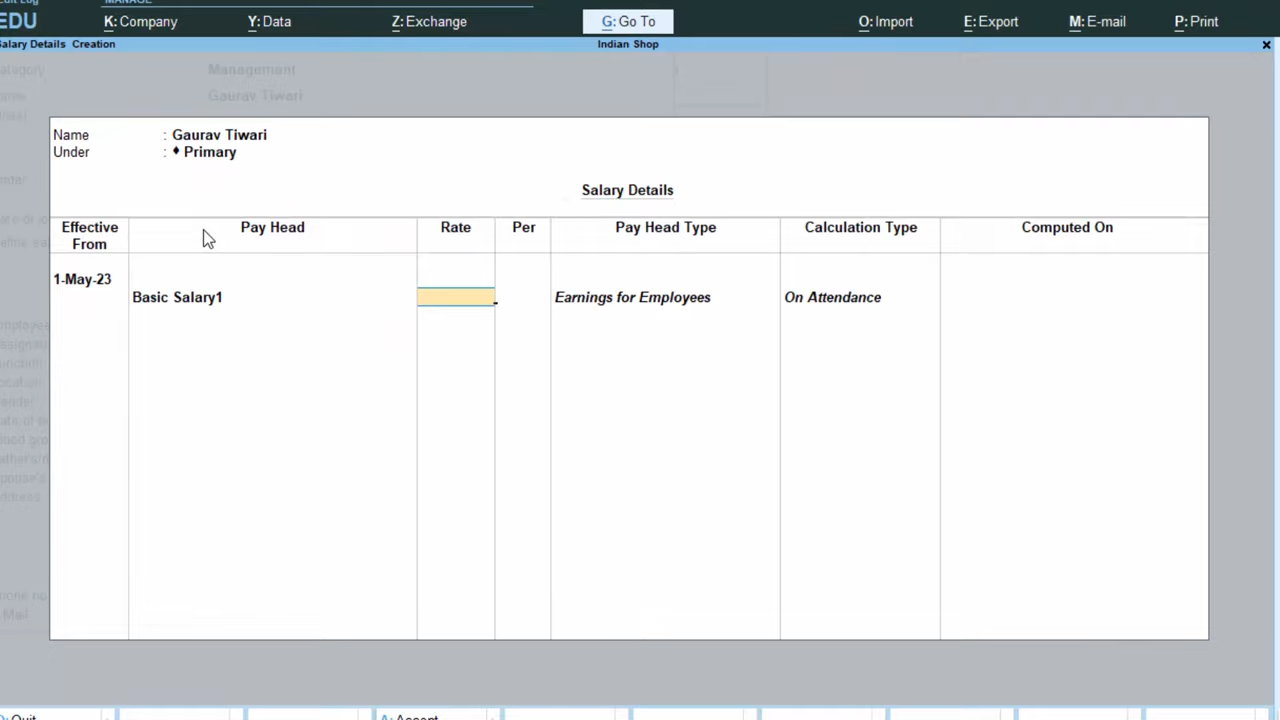 MANAGE
EDU
K: Company
Y: Data
Z: Exchange
G: Go To
O: Import
E: Export
M: E-mail
P: Print
Salary Details Creation
Indian Shop
Management
Gaurav Tiwari
Name : Gaurav Tiwari
Under : ♦ Primary
Salary Details
Effective From
Pay Head
Rate
Per
Pay Head Type
Calculation Type
Computed On
1-May-23
Basic Salary1
Earnings for Employees
On Attendance
Q: Quit
A: Accept